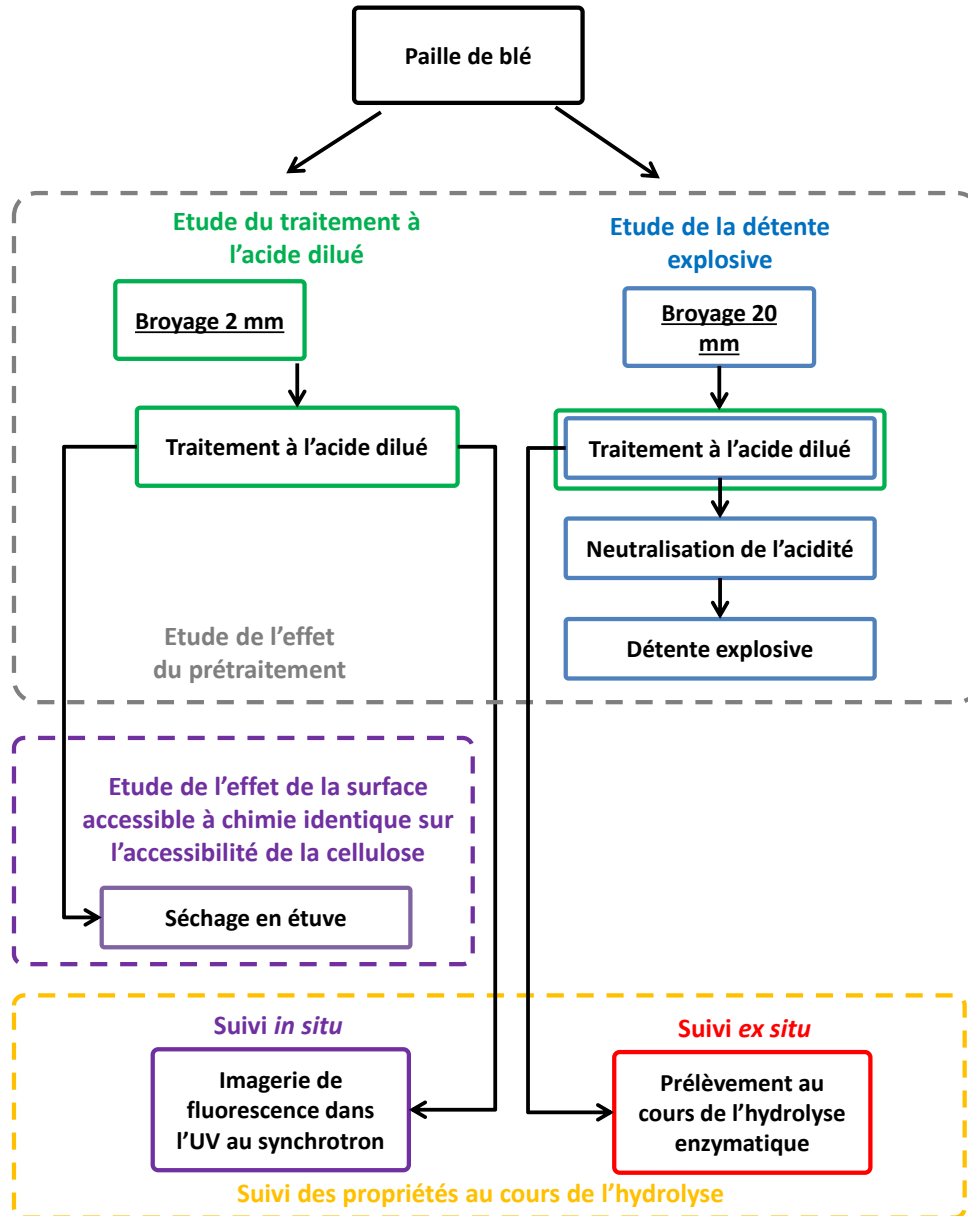 Paille de blé
Etude du traitement à
l'acide dilué
Etude de la détente
explosive
Broyage 2 mm
Broyage 20
mm
Traitement à l'acide dilué
Traitement à l'acide dilué
Neutralisation de l'acidité
Détente explosive
Etude de l'effet
du prétraitement
Etude de l'effet de la surface
accessible à chimie identique sur
l'accessibilité de la cellulose
Séchage en étuve
Suivi in situ
Imagerie de
fluorescence dans
l'UV au synchrotron
Suivi ex situ
Prélèvement au
cours de l'hydrolyse
enzymatique
Suivi des propriétés au cours de l'hydrolyse